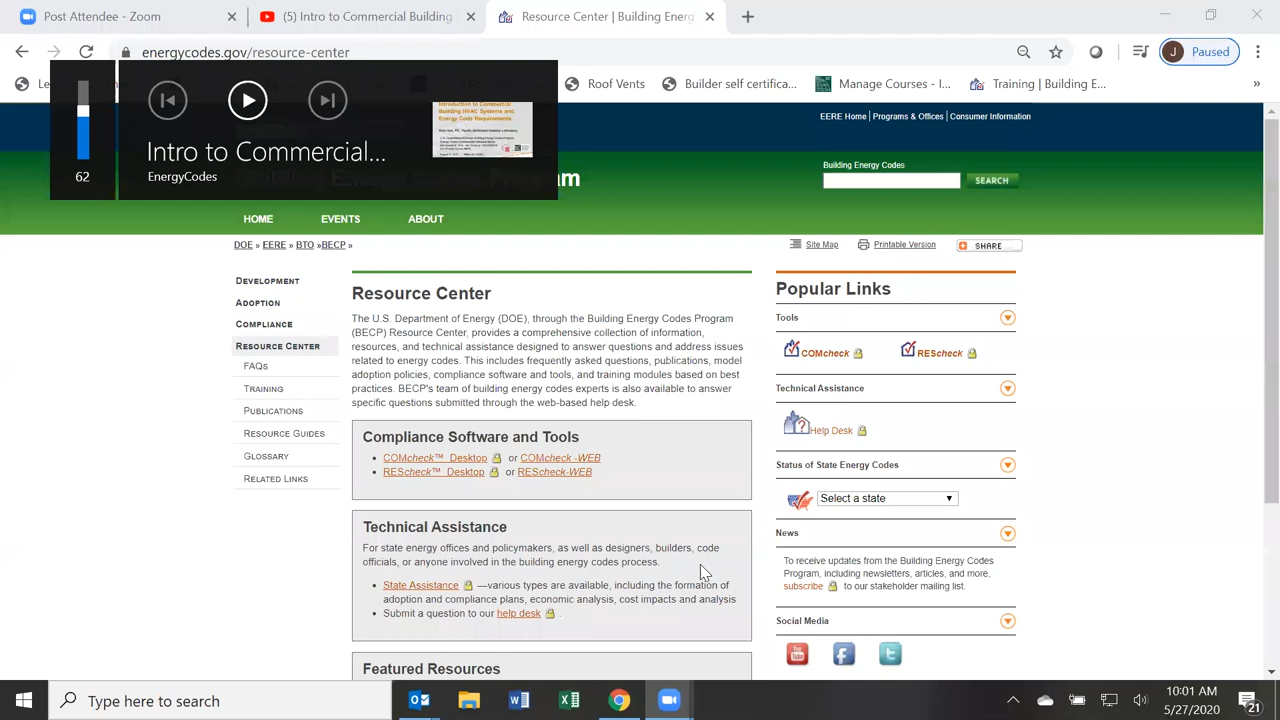 Post Attendee - Zoom
(5) Intro to Commercial Building
Resource Center | Building Energ
energycodes.gov/resource-center
J Paused
Roof Vents
Builder self certifica...
Manage Courses - I...
Training | Building E...
»
62
Intro to Commercial...
EnergyCodes
Introduction to Commercial
Building HVAC Systems and
Energy Code Requirements
EERE Home | Programs & Offices | Consumer Information
Building Energy Codes
SEARCH
HOME
EVENTS
ABOUT
DOE » EERE » BTO »BECP »
Site Map
Printable Version
SHARE
DEVELOPMENT
ADOPTION
COMPLIANCE
RESOURCE CENTER
FAQs
TRAINING
PUBLICATIONS
RESOURCE GUIDES
GLOSSARY
RELATED LINKS
Resource Center
The U.S. Department of Energy (DOE), through the Building Energy Codes Program
(BECP) Resource Center, provides a comprehensive collection of information,
resources, and technical assistance designed to answer questions and address issues
related to energy codes. This includes frequently asked questions, publications, model
adoption policies, compliance software and tools, and training modules based on best
practices. BECP's team of building energy codes experts is also available to answer
specific questions submitted through the web-based help desk.
Compliance Software and Tools
COMcheck™ Desktop or COMcheck -WEB
REScheck™ Desktop or REScheck-WEB
Technical Assistance
For state energy offices and policymakers, as well as designers, builders, code
officials, or anyone involved in the building energy codes process.
State Assistance —various types are available, including the formation of
adoption and compliance plans, economic analysis, cost impacts and analysis
Submit a question to our help desk .
Featured Resources
Popular Links
Tools
COMcheck
REScheck
Technical Assistance
Help Desk
Status of State Energy Codes
Select a state
News
To receive updates from the Building Energy Codes
Program, including newsletters, articles, and more,
subscribe to our stakeholder mailing list.
Social Media
You Tube
Type here to search
10:01 AM
5/27/2020
21